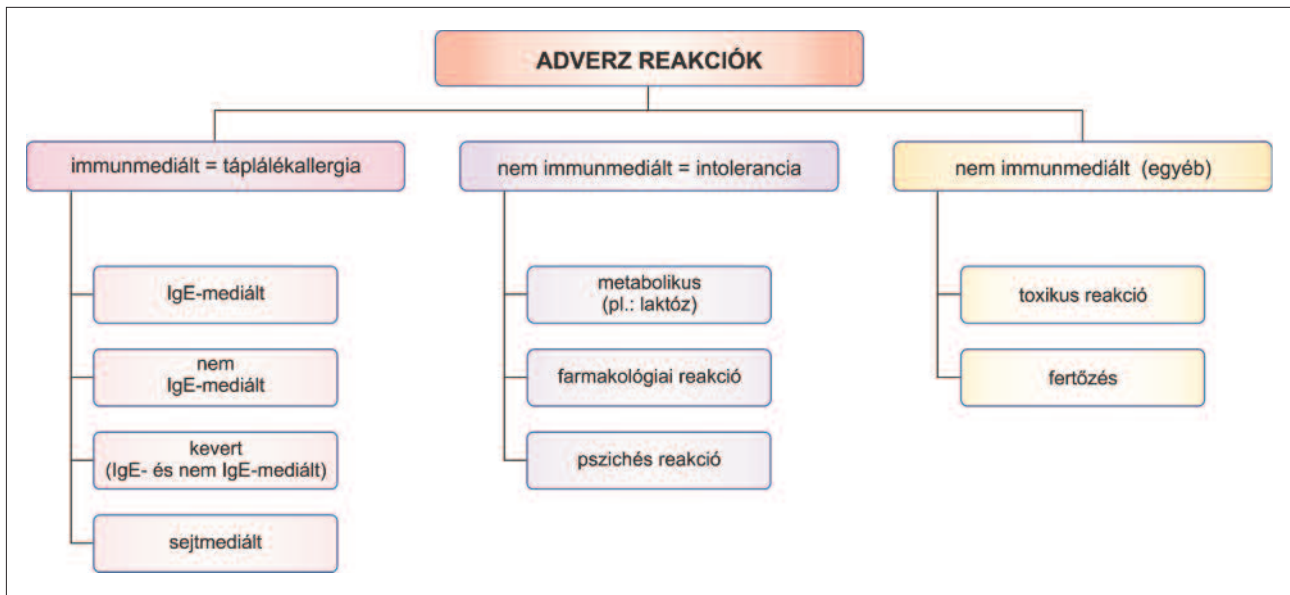 ADVERZ REAKCIÓK
immunmediált = táplálékallergia
IgE-mediált
nem
IgE-mediált
kevert
(IgE- és nem IgE-mediált)
sejtmediált
nem immunmediált = intolerancia
metabolikus
(pl.: laktóz)
farmakológiai reakció
pszichés reakció
nem immunmediált (egyéb)
toxikus reakció
fertőzés